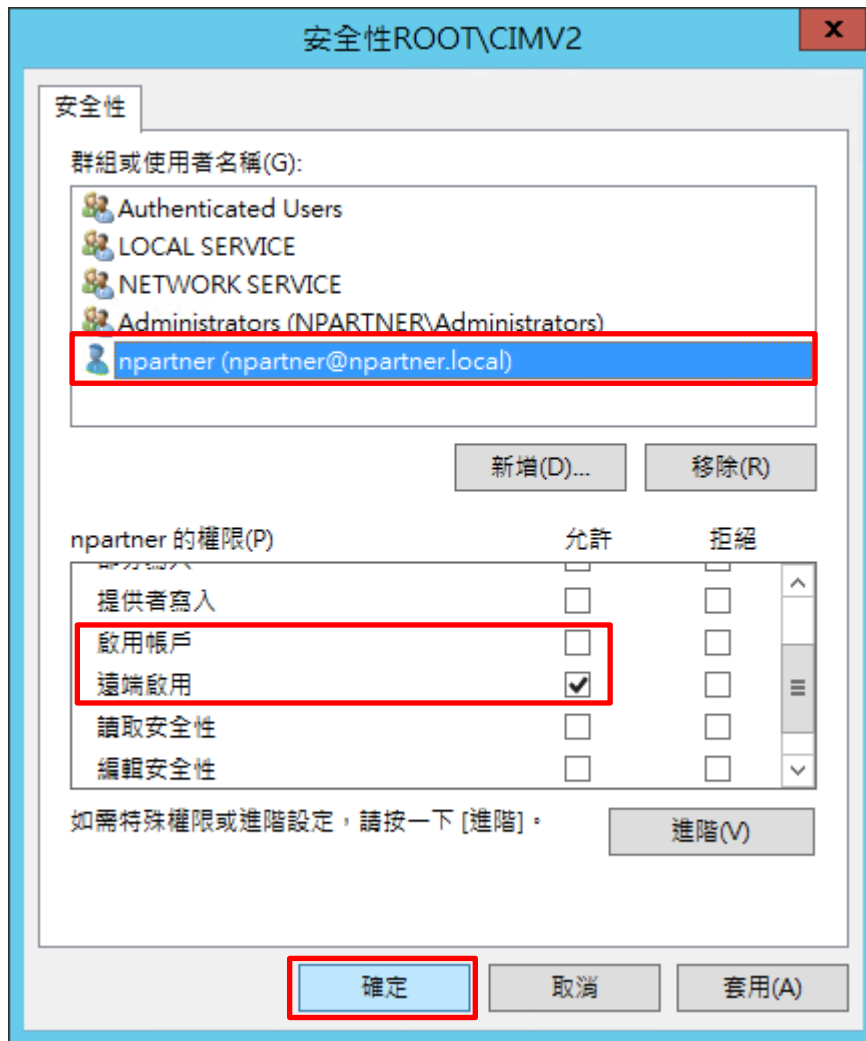 安全性ROOT\CIMV2
x
安全性
群組或使用者名稱(G):
Authenticated Users
LOCAL SERVICE
NETWORK SERVICE
Administrators (NPARTNER\Administrators)
npartner (npartner@npartner.local)
新增(D)...
移除(R)
npartner 的權限(P) 允許 拒絕
提供者寫入
啟用帳戶
遠端啟用
讀取安全性
編輯安全性
如需特殊權限或進階設定，請按一下 [進階]。
進階(V)
確定
取消
套用(A)